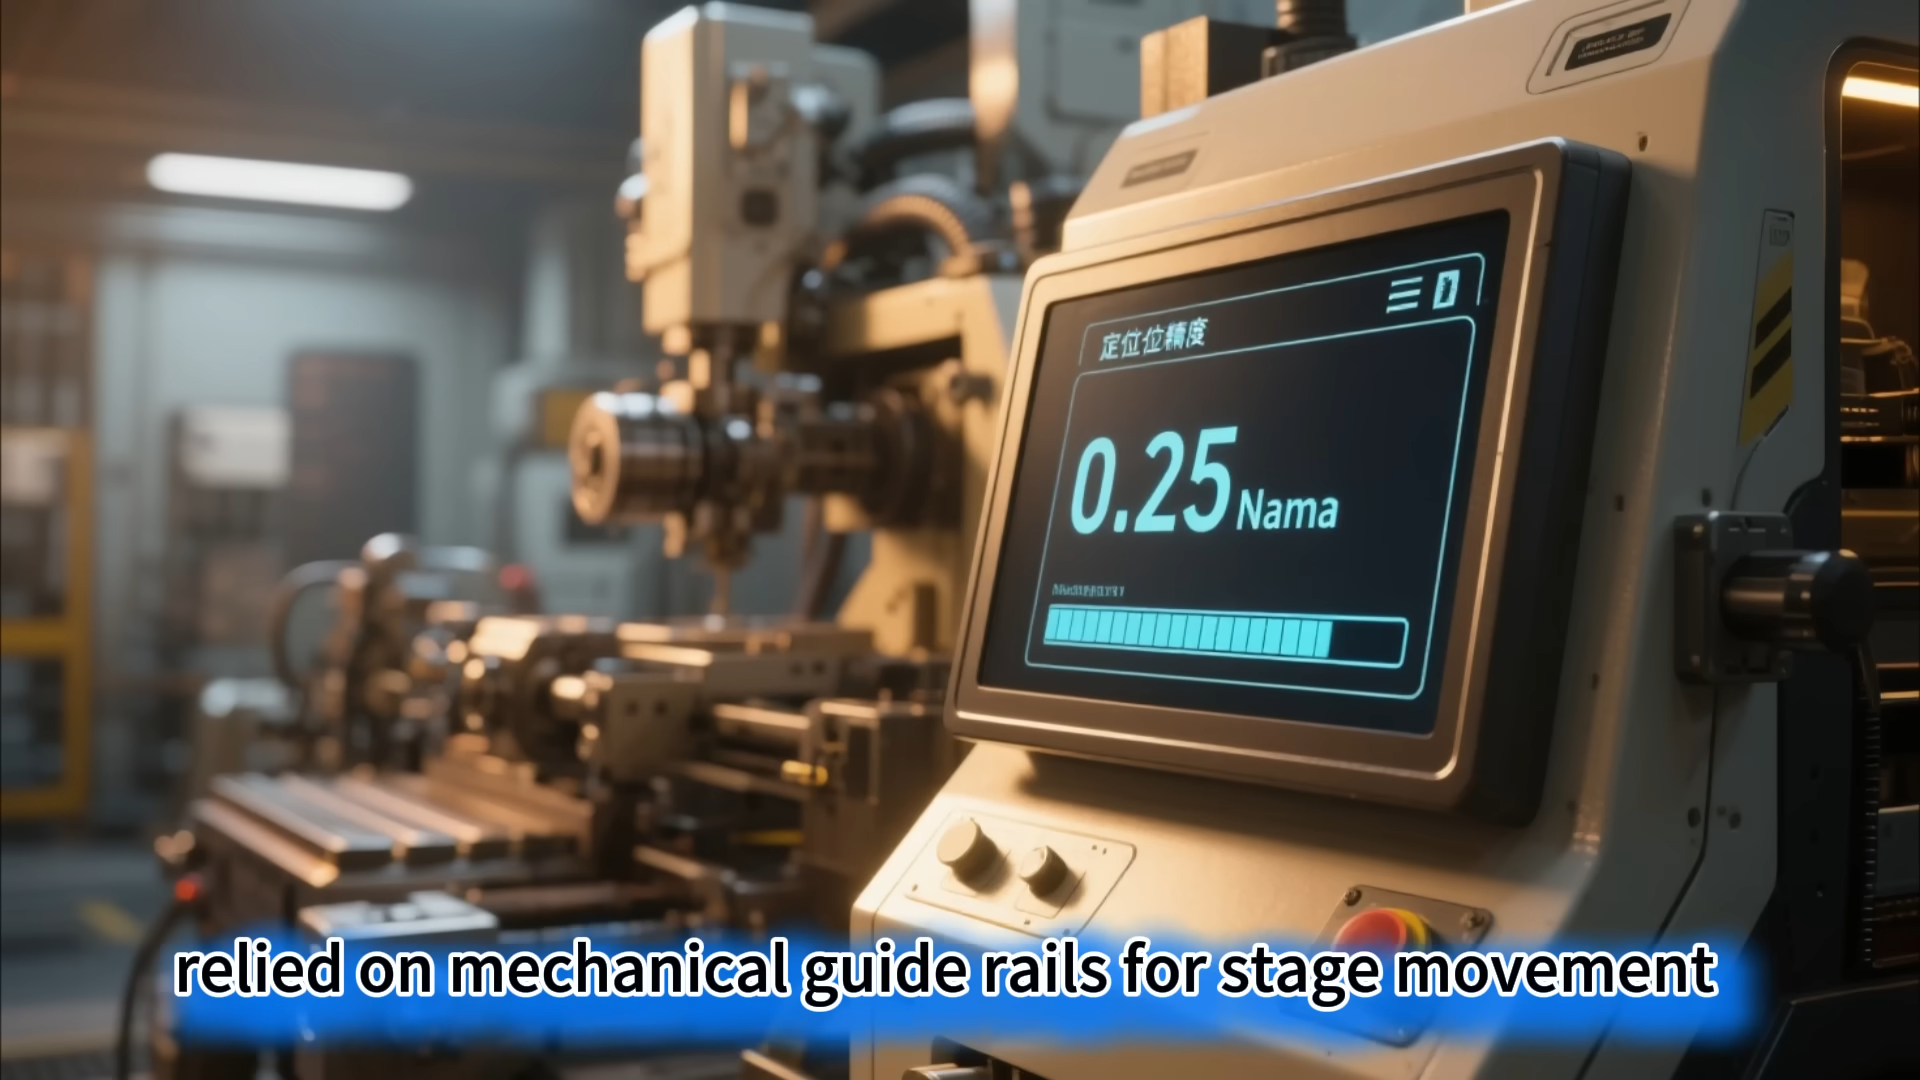 定位位精度
0.25 Nama
relied on mechanical guide rails for stage movement